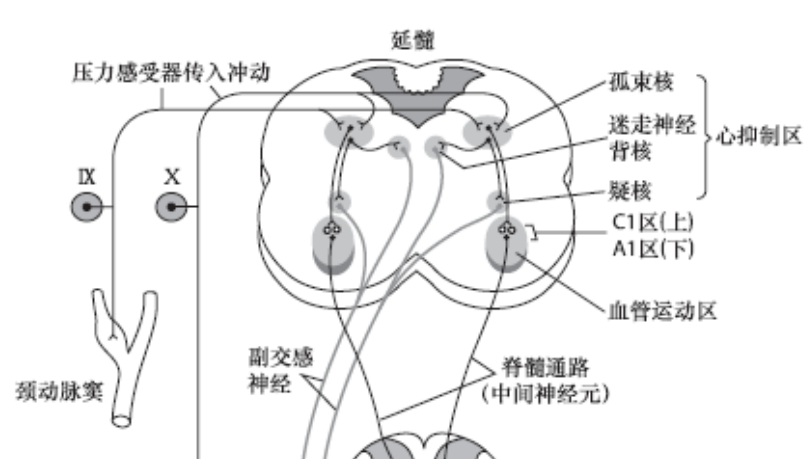 延髓
压力感受器传入冲动
孤束核
迷走神经
背核
心抑制区
疑核
IX
X
C1区(上)
A1区(下)
血管运动区
副交感
神经
脊髓通路
(中间神经元)
颈动脉窦